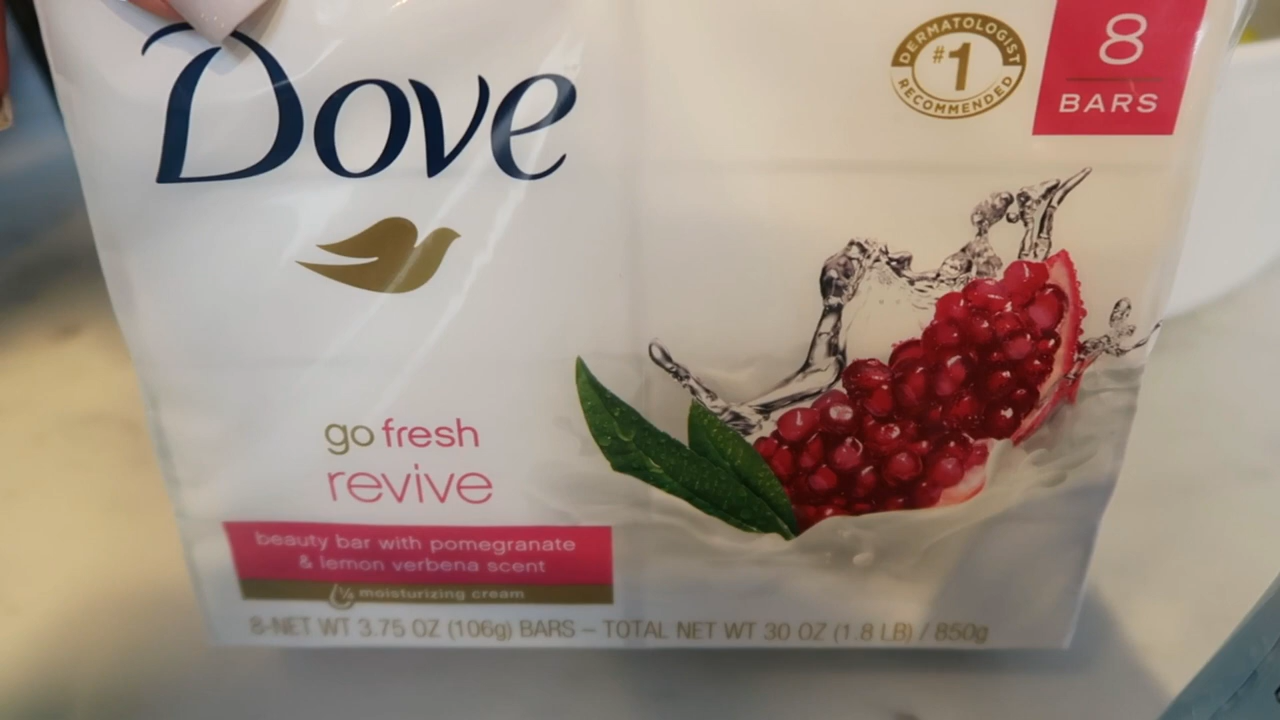 Dove
DERMATOLOGIST
#1
RECOMMENDED
8
BARS
go fresh
revive
beauty bar with pomegranate
& lemon verbena scent
¼ moisturizing cream
8-NET WT 3.75 OZ (106g) BARS – TOTAL NET WT 30 OZ (1.8 LB) / 850g